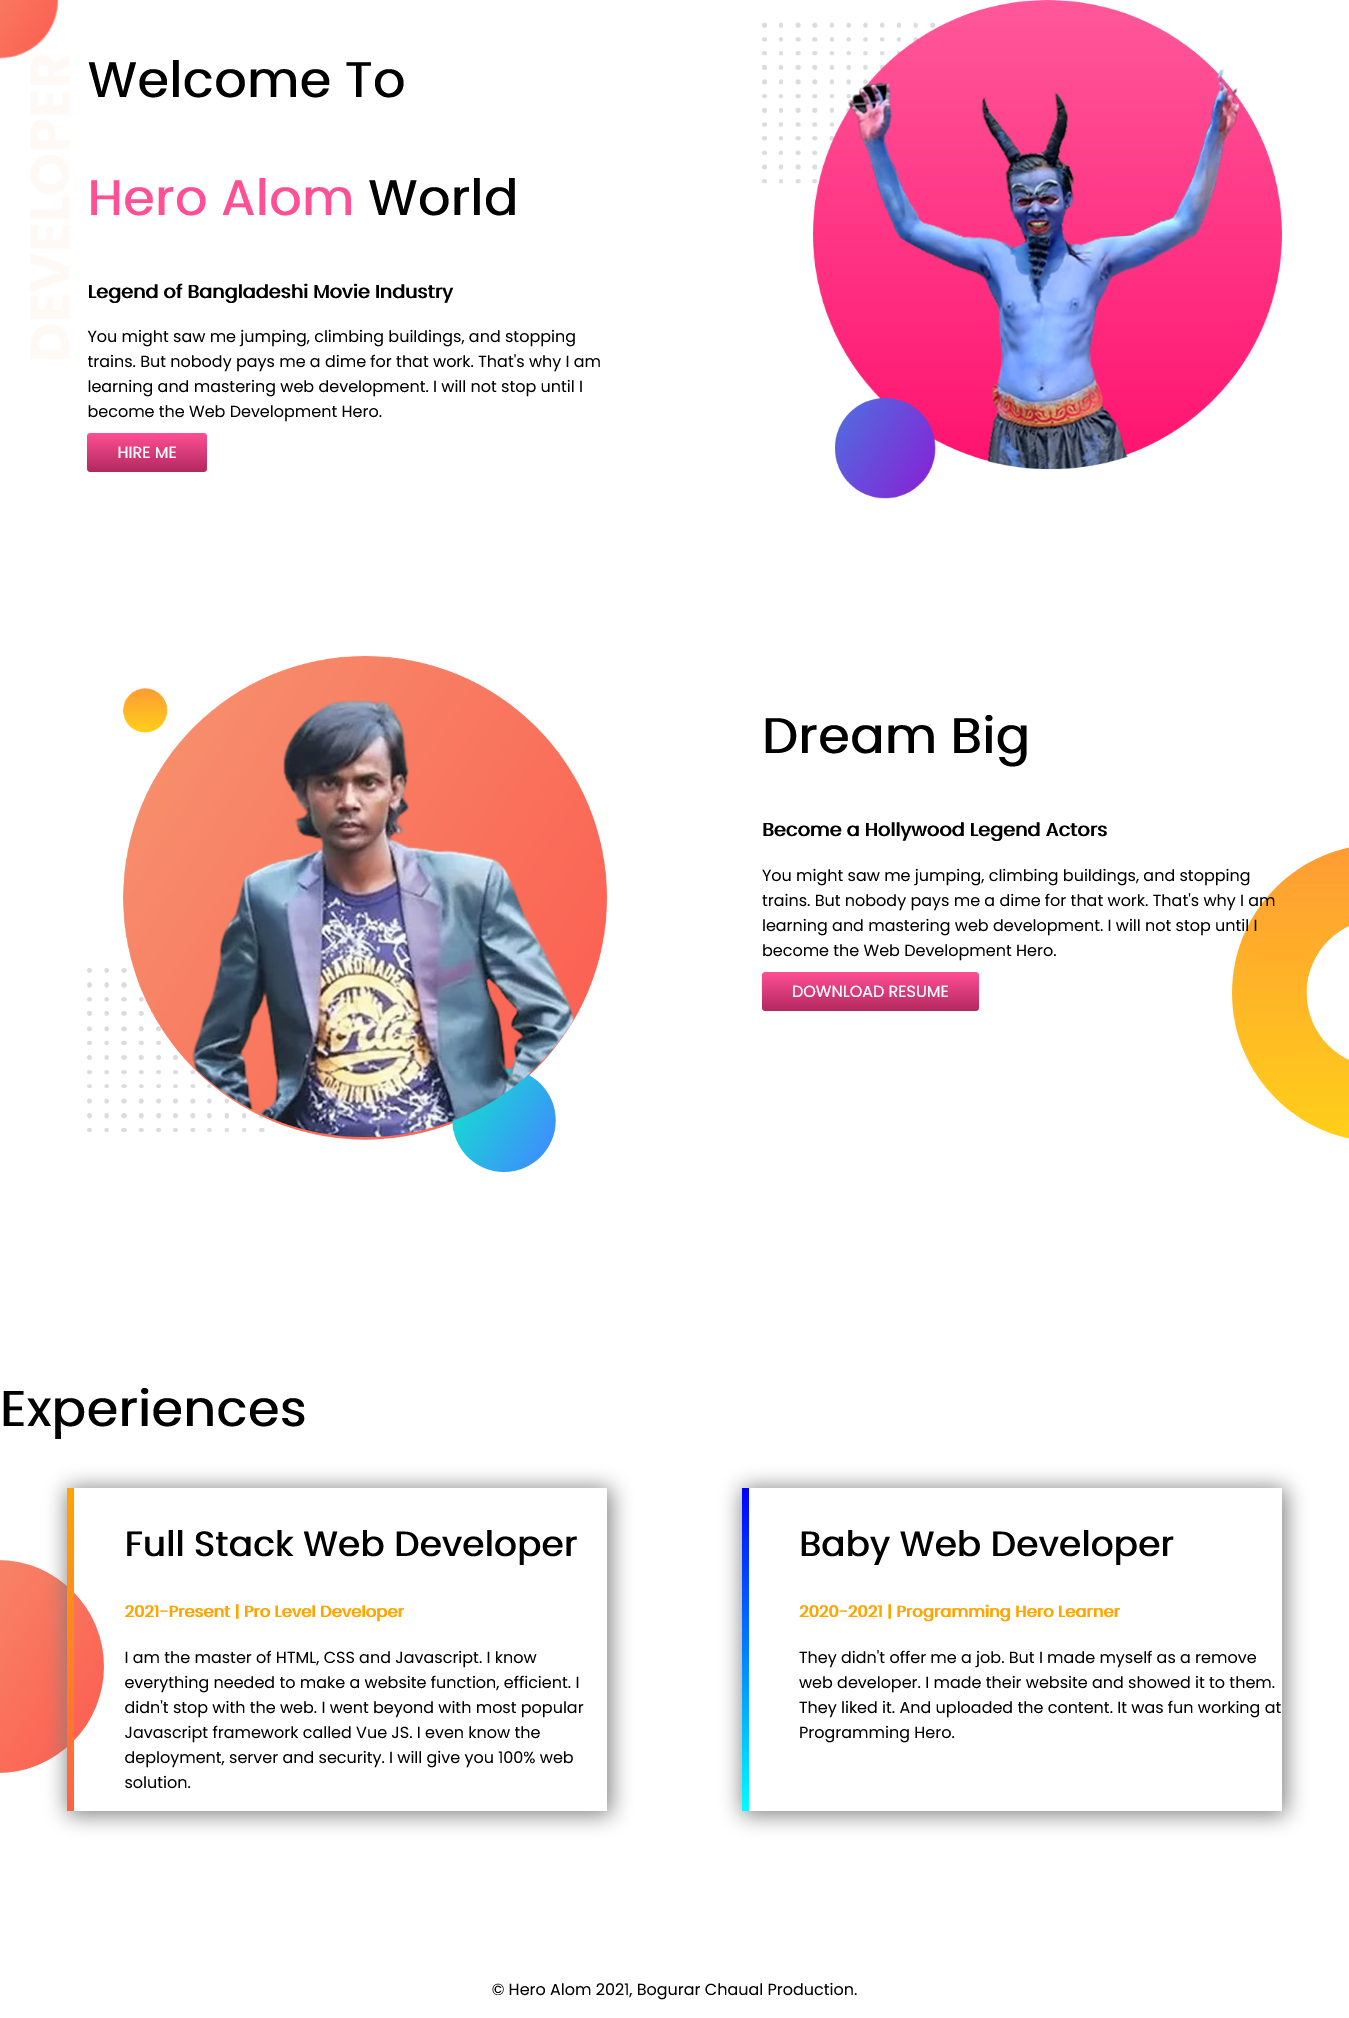 DEVELOPER
Welcome To
Hero Alom World
Legend of Bangladeshi Movie Industry
You might saw me jumping, climbing buildings, and stopping
trains. But nobody pays me a dime for that work. That's why I am
learning and mastering web development. I will not stop until I
become the Web Development Hero.
HIRE ME
HANDMADE
Dream Big
Become a Hollywood Legend Actors
You might saw me jumping, climbing buildings, and stopping
trains. But nobody pays me a dime for that work. That's why I am
learning and mastering web development. I will not stop until I
become the Web Development Hero.
DOWNLOAD RESUME
Experiences
Full Stack Web Developer
2021-Present | Pro Level Developer
I am the master of HTML, CSS and Javascript. I know
everything needed to make a website function, efficient. I
didn't stop with the web. I went beyond with most popular
Javascript framework called Vue JS. I even know the
deployment, server and security. I will give you 100% web
solution.
Baby Web Developer
2020-2021 | Programming Hero Learner
They didn't offer me a job. But I made myself as a remove
web developer. I made their website and showed it to them.
They liked it. And uploaded the content. It was fun working at
Programming Hero.
© Hero Alom 2021, Bogurar Chaual Production.